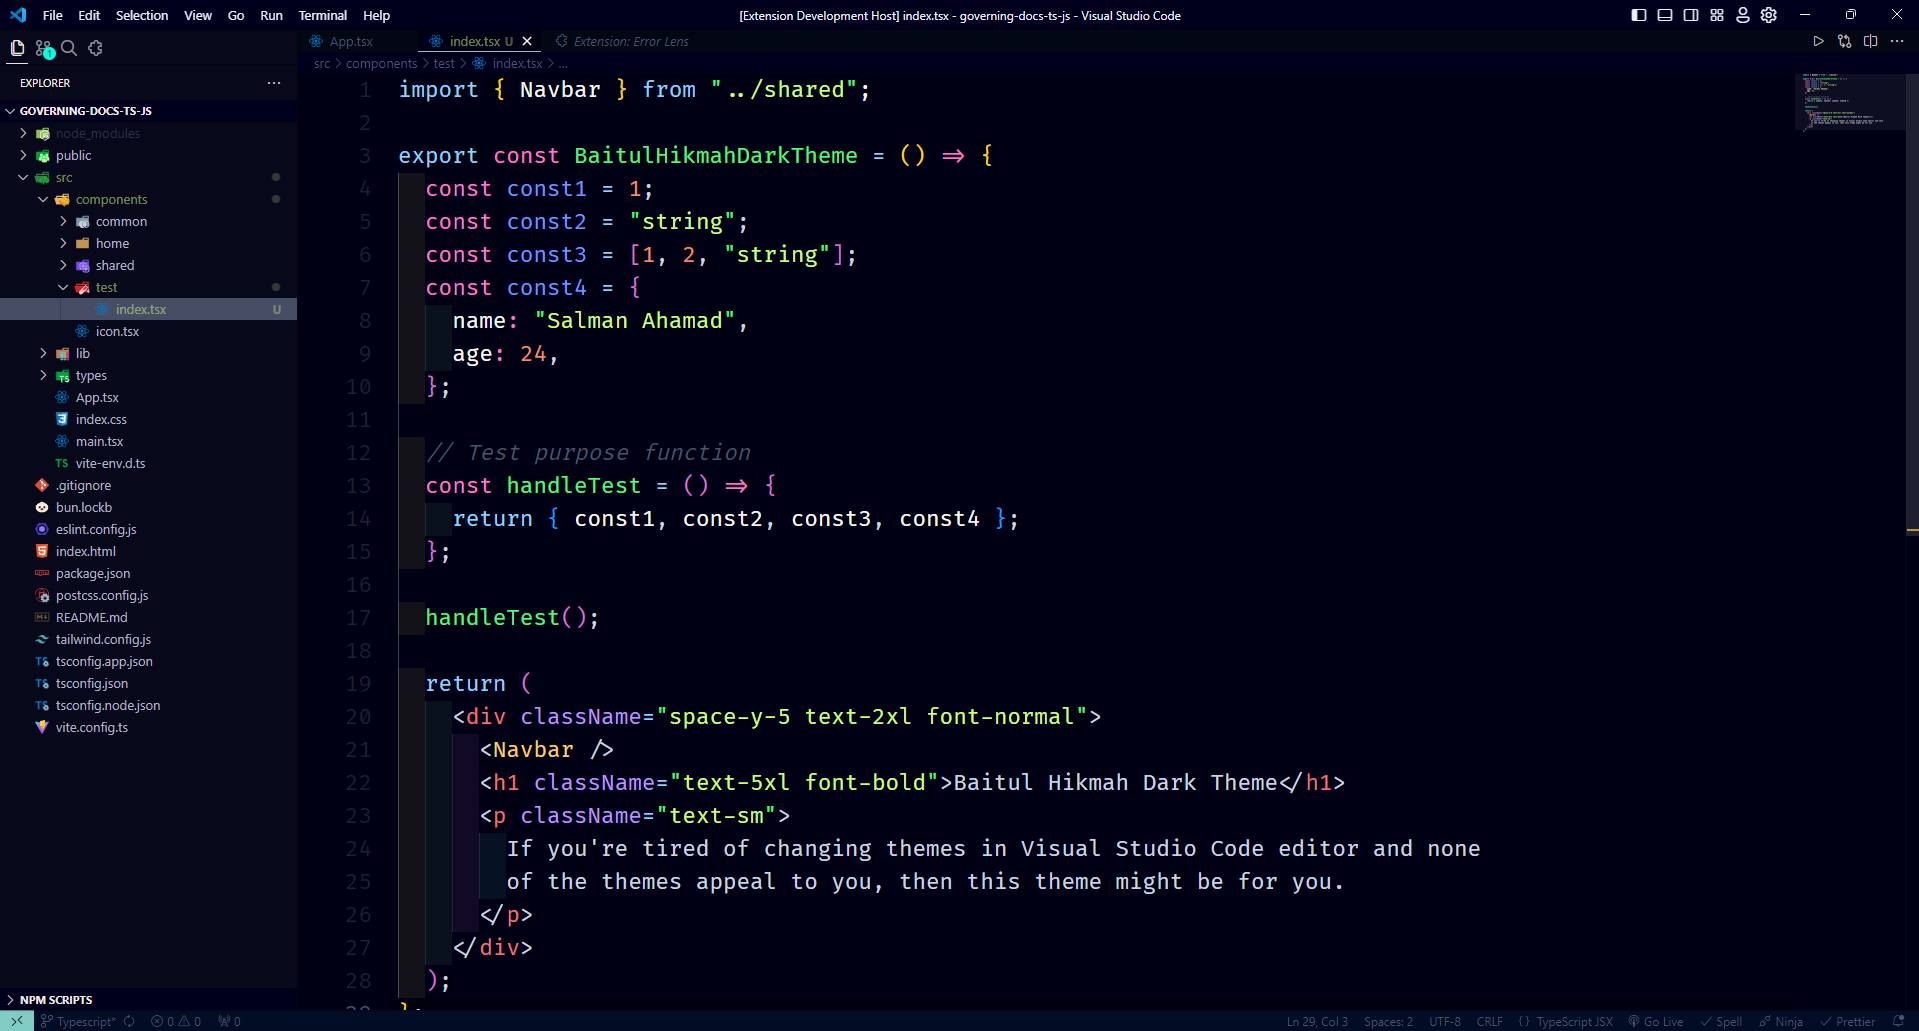 File Edit Selection View Go Run Terminal Help
[Extension Development Host] index.tsx - governing-docs-ts-js - Visual Studio Code
1
App.tsx
index.tsx U
Extension: Error Lens
EXPLORER
src > components > test > index.tsx > ...
GOVERNING-DOCS-TS-JS
node_modules
public
src
components
common
home
shared
test
index.tsx U
icon.tsx
lib
types
App.tsx
index.css
main.tsx
TS vite-env.d.ts
.gitignore
bun.lockb
eslint.config.js
index.html
package.json
postcss.config.js
README.md
tailwind.config.js
tsconfig.app.json
tsconfig.json
tsconfig.node.json
vite.config.ts
NPM SCRIPTS
1 import { Navbar } from "../shared";
2
3 export const BaitulHikmahDarkTheme = () => {
4 const const1 = 1;
5 const const2 = "string";
6 const const3 = [1, 2, "string"];
7 const const4 = {
8 name: "Salman Ahamad",
9 age: 24,
10 };
11
12 // Test purpose function
13 const handleTest = () => {
14 return { const1, const2, const3, const4 };
15 };
16
17 handleTest();
18
19 return (
20 <div className="space-y-5 text-2xl font-normal">
21 <Navbar />
22 <h1 className="text-5xl font-bold">Baitul Hikmah Dark Theme</h1>
23 <p className="text-sm">
24 If you're tired of changing themes in Visual Studio Code editor and none
25 of the themes appeal to you, then this theme might be for you.
26 </p>
27 </div>
28 );
Typescript* 0 0 0
Ln 29, Col 3 Spaces: 2 UTF-8 CRLF {} TypeScript JSX Go Live Spell Ninja Prettier